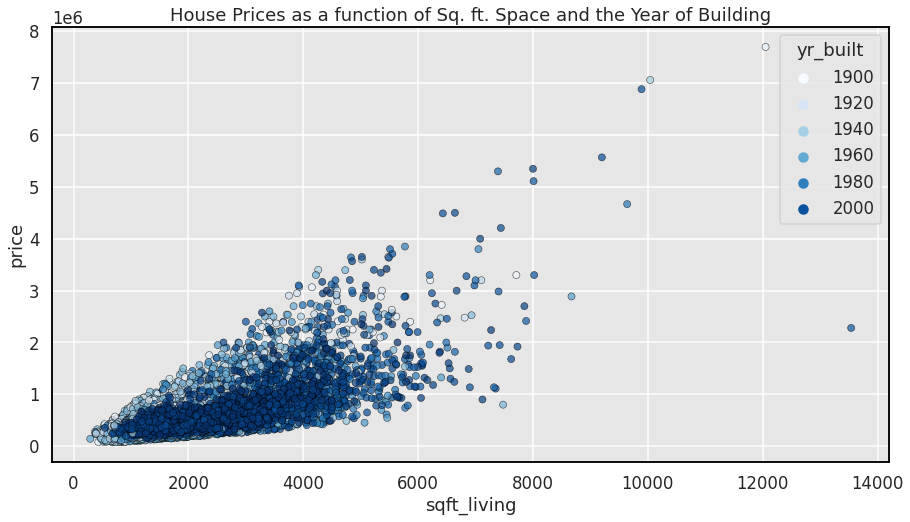 House Prices as a function of Sq. ft. Space and the Year of Building
1e6
8
7
6
5
4
3
2
1
0
price
yr_built
1900
1920
1940
1960
1980
2000
0 2000 4000 6000 8000 10000 12000 14000
sqft_living